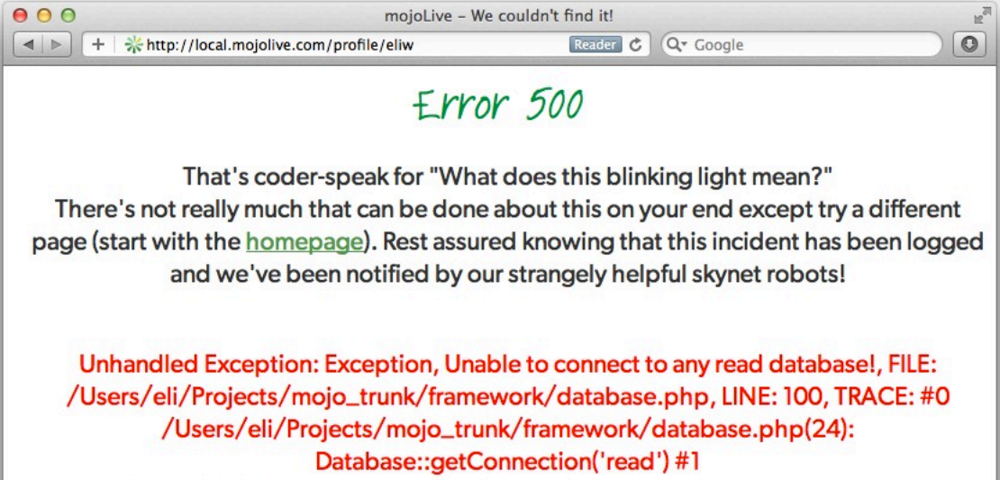 mojoLive – We couldn't find it!
http://local.mojolive.com/profile/eliw
Reader
Google
Error 500
That's coder-speak for "What does this blinking light mean?"
There's not really much that can be done about this on your end except try a different
page (start with the homepage). Rest assured knowing that this incident has been logged
and we've been notified by our strangely helpful skynet robots!
Unhandled Exception: Exception, Unable to connect to any read database!, FILE:
/Users/eli/Projects/mojo_trunk/framework/database.php, LINE: 100, TRACE: #0
/Users/eli/Projects/mojo_trunk/framework/database.php(24):
Database::getConnection('read') #1